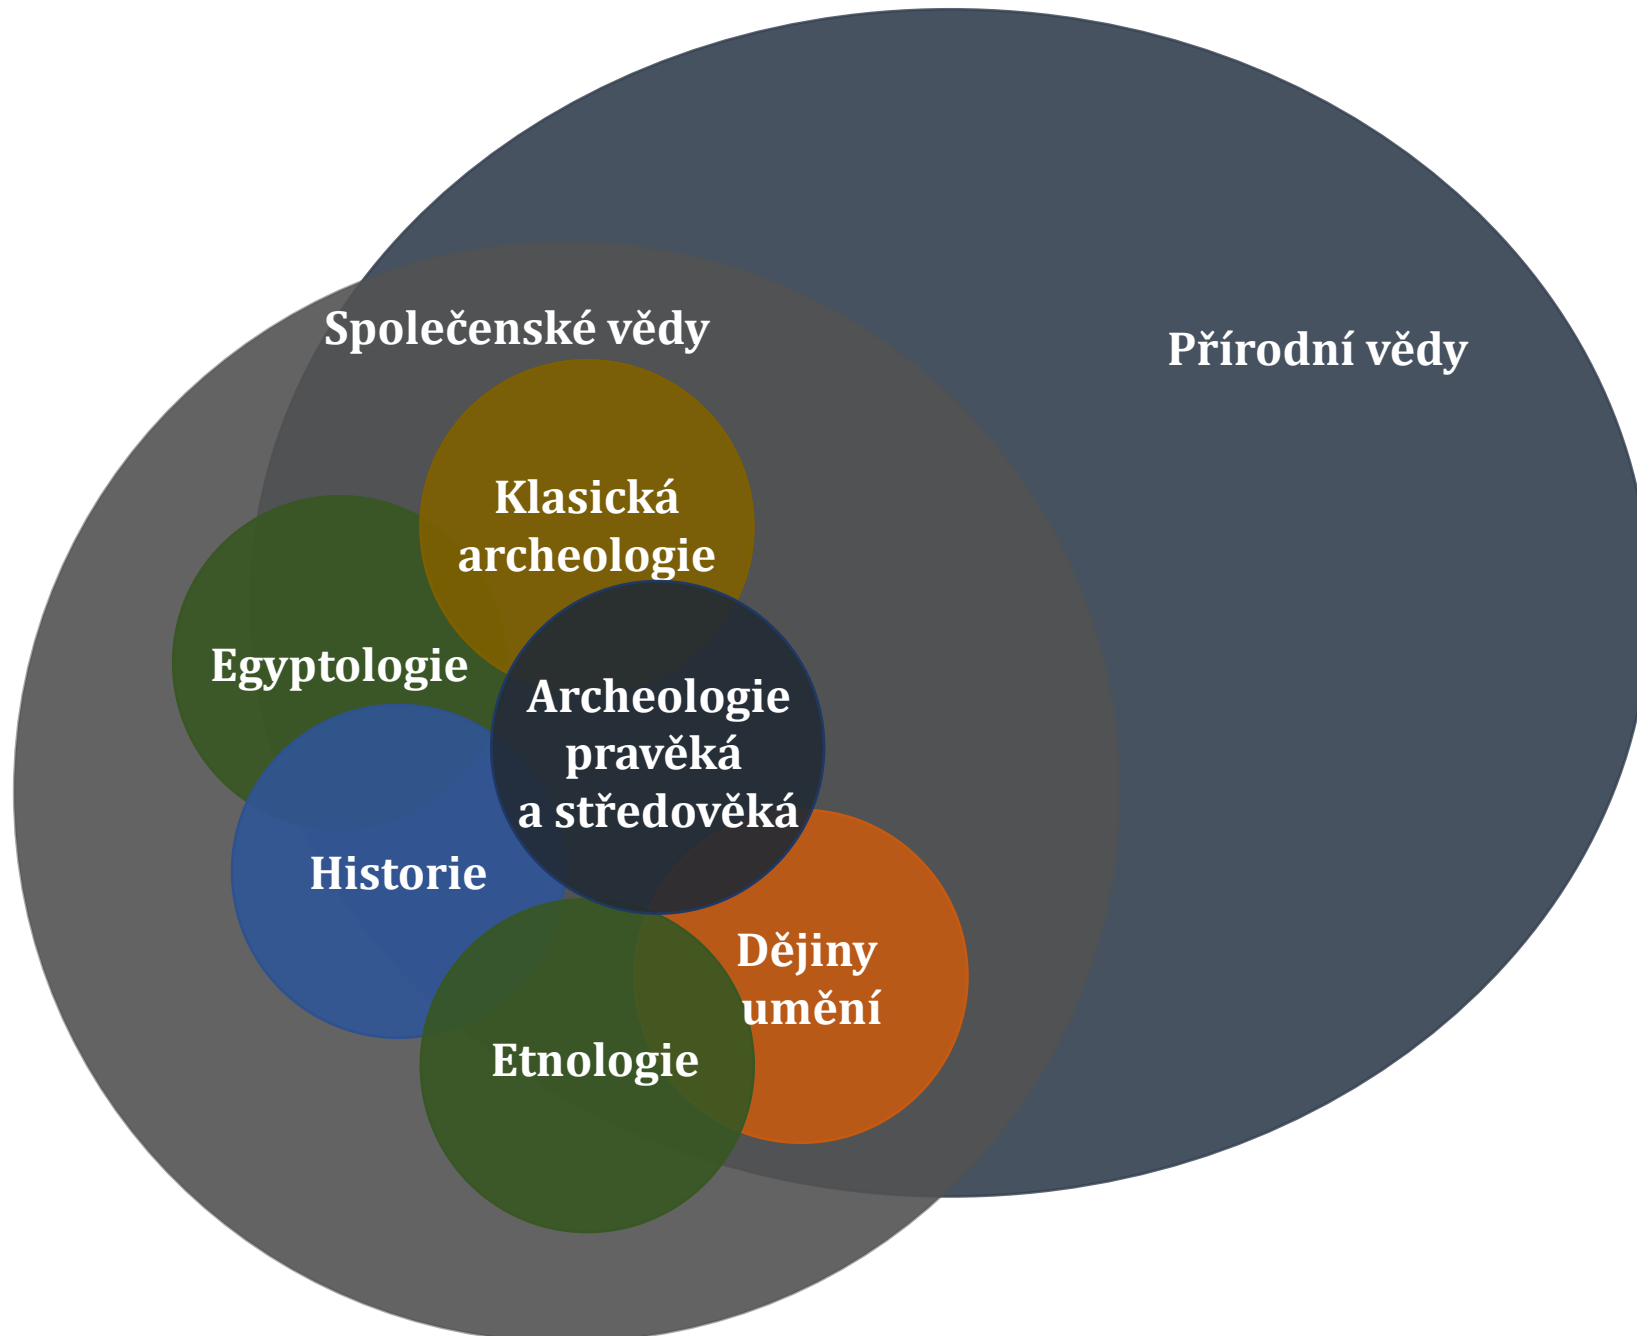 Společenské vědy
Přírodní vědy
Klasická
archeologie
Egyptologie
Archeologie
pravěká
a středověká
Historie
Dějiny
umění
Etnologie